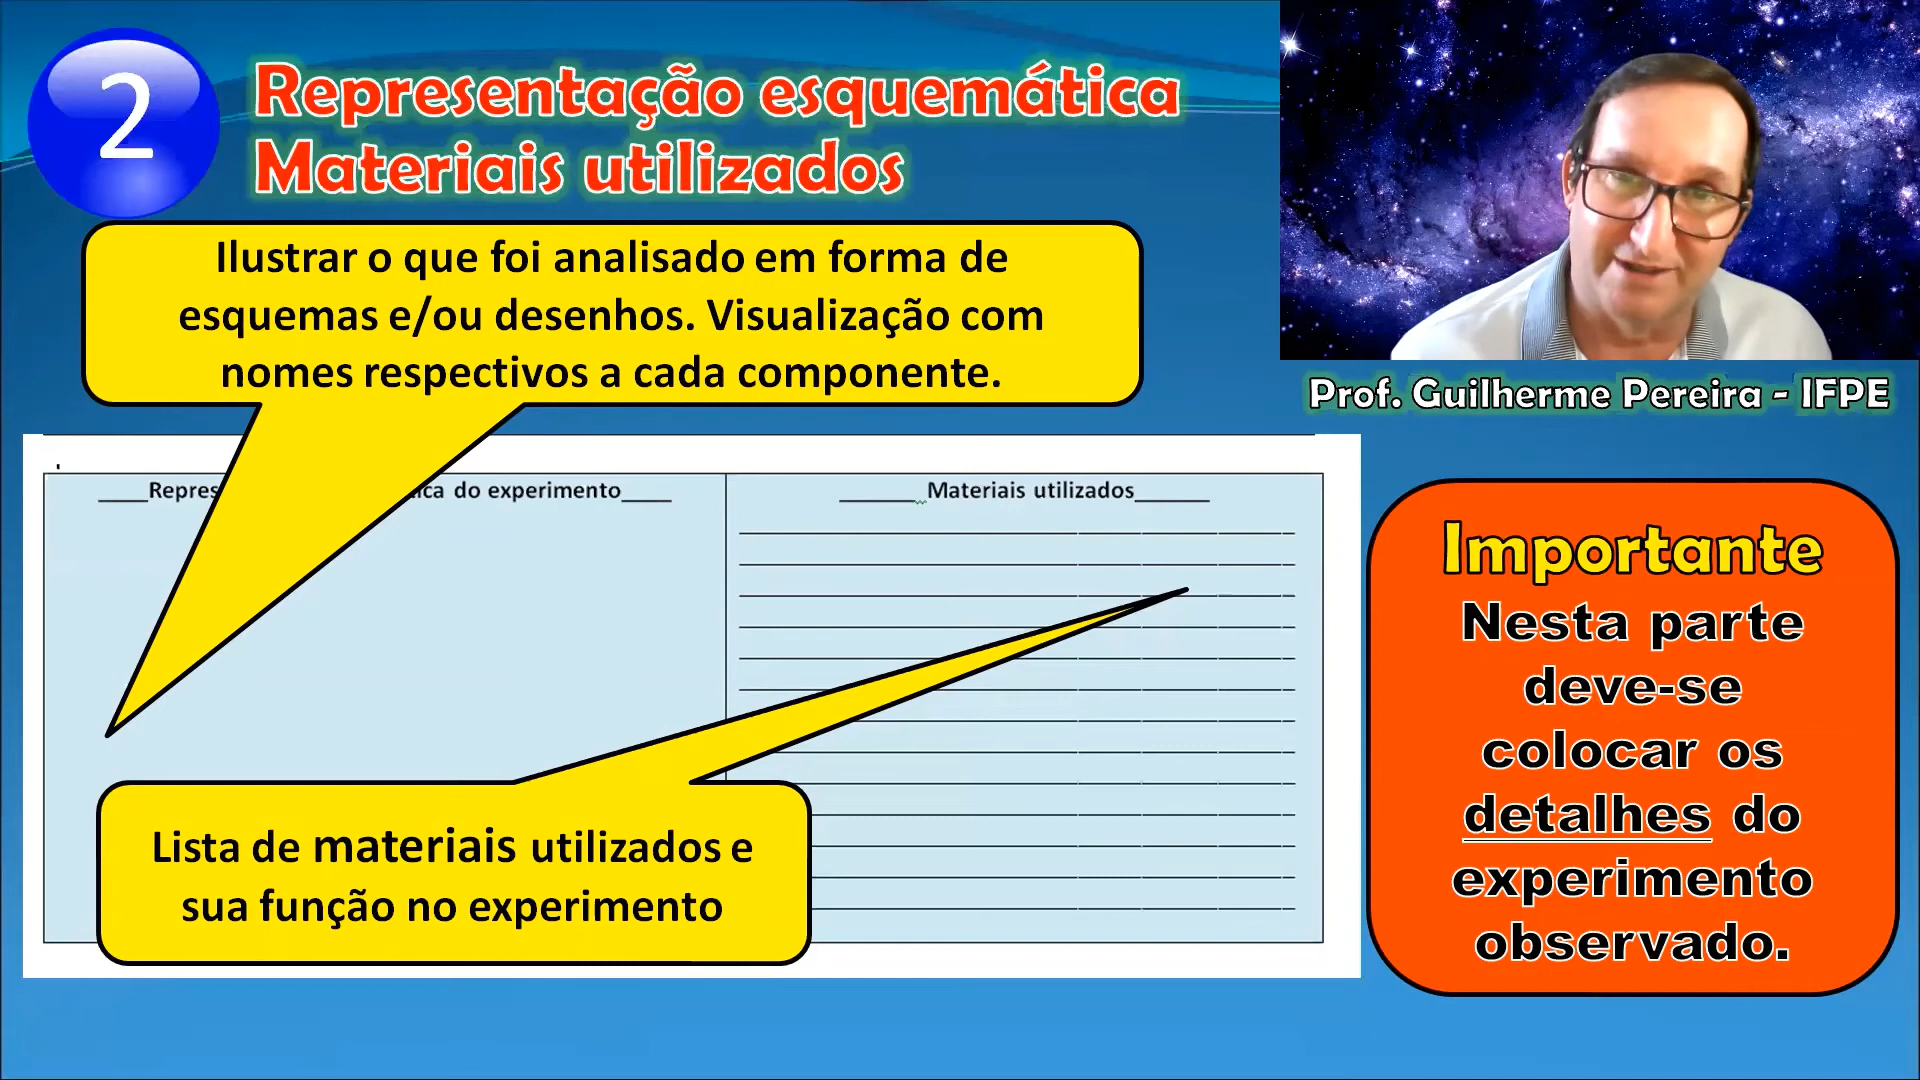 2
Representação esquemática
Materiais utilizados
Ilustrar o que foi analisado em forma de
esquemas e/ou desenhos. Visualização com
nomes respectivos a cada componente.
Prof. Guilherme Pereira - IFPE
____Repres ica do experimento____
______Materiais utilizados______
Lista de materiais utilizados e
sua função no experimento
Importante
Nesta parte
deve-se
colocar os
detalhes do
experimento
observado.